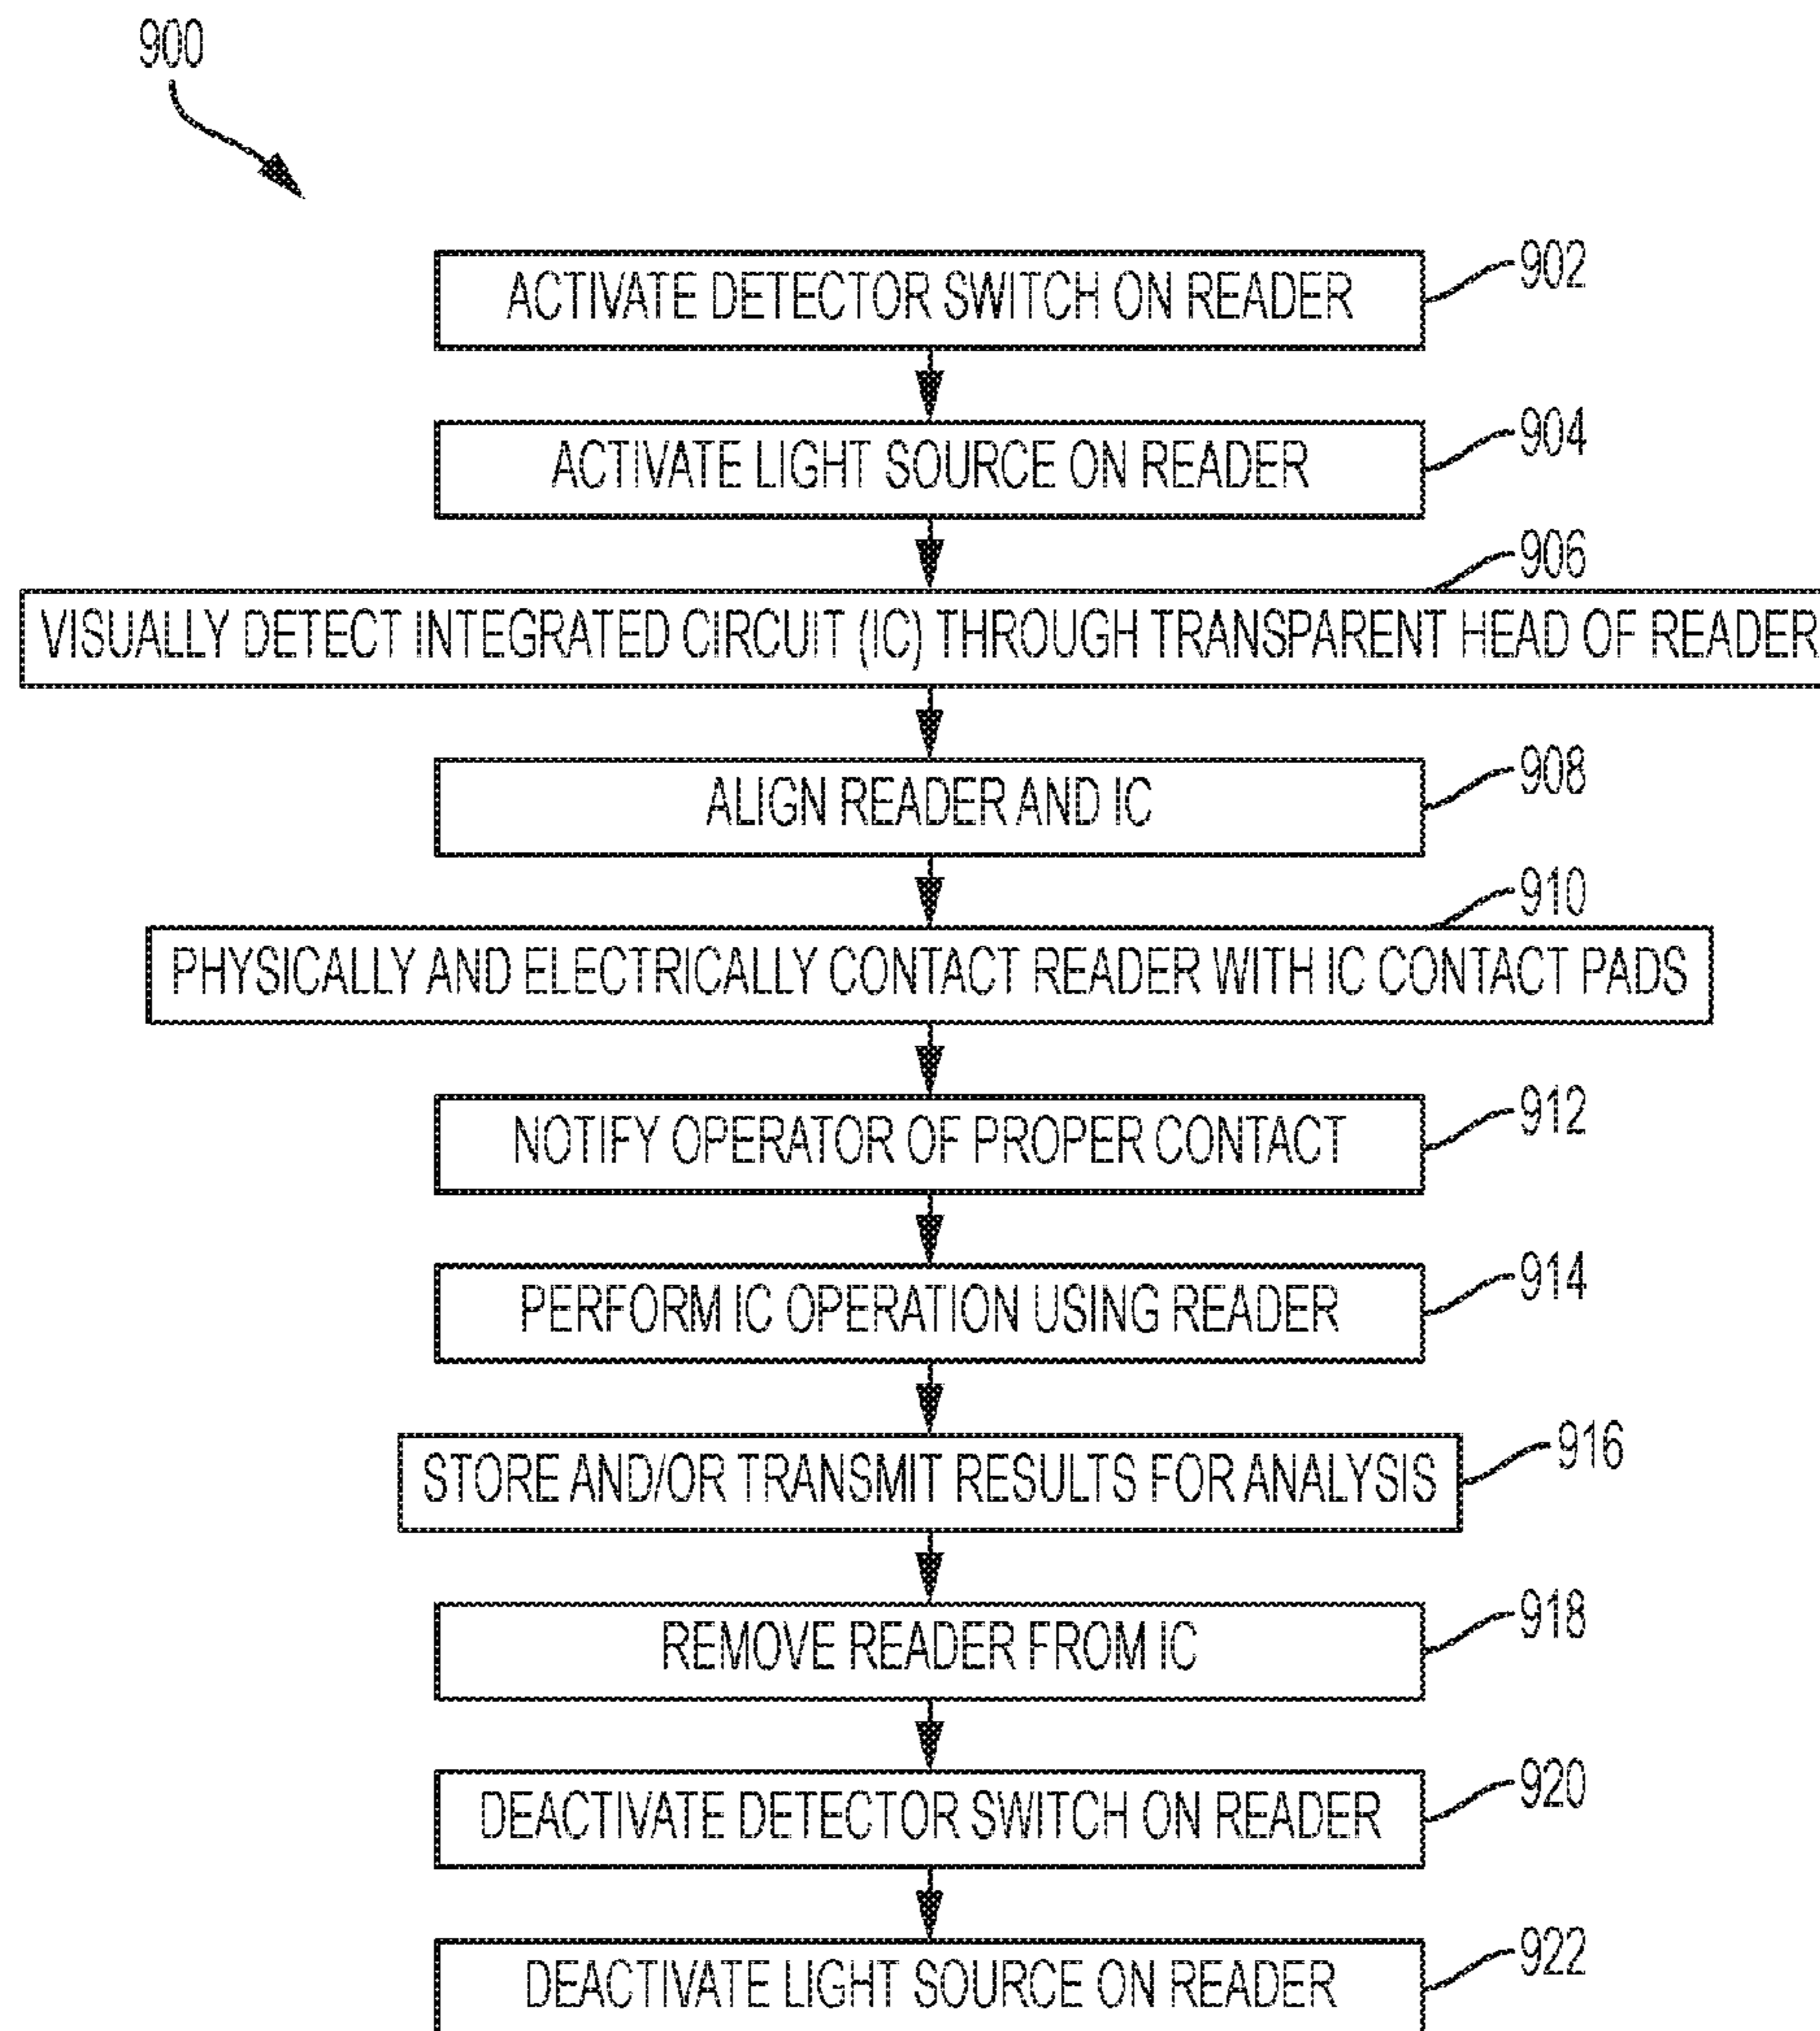 900
ACTIVATE DETECTOR SWITCH ON READER
902
ACTIVATE LIGHT SOURCE ON READER
904
906
VISUALLY DETECT INTEGRATED CIRCUIT (IC) THROUGH TRANSPARENT HEAD OF READER
ALIGN READER AND IC
908
910
PHYSICALLY AND ELECTRICALLY CONTACT READER WITH IC CONTACT PADS
NOTIFY OPERATOR OF PROPER CONTACT
912
PERFORM IC OPERATION USING READER
914
STORE AND/OR TRANSMIT RESULTS FOR ANALYSIS
916
REMOVE READER FROM IC
918
DEACTIVATE DETECTOR SWITCH ON READER
920
DEACTIVATE LIGHT SOURCE ON READER
922